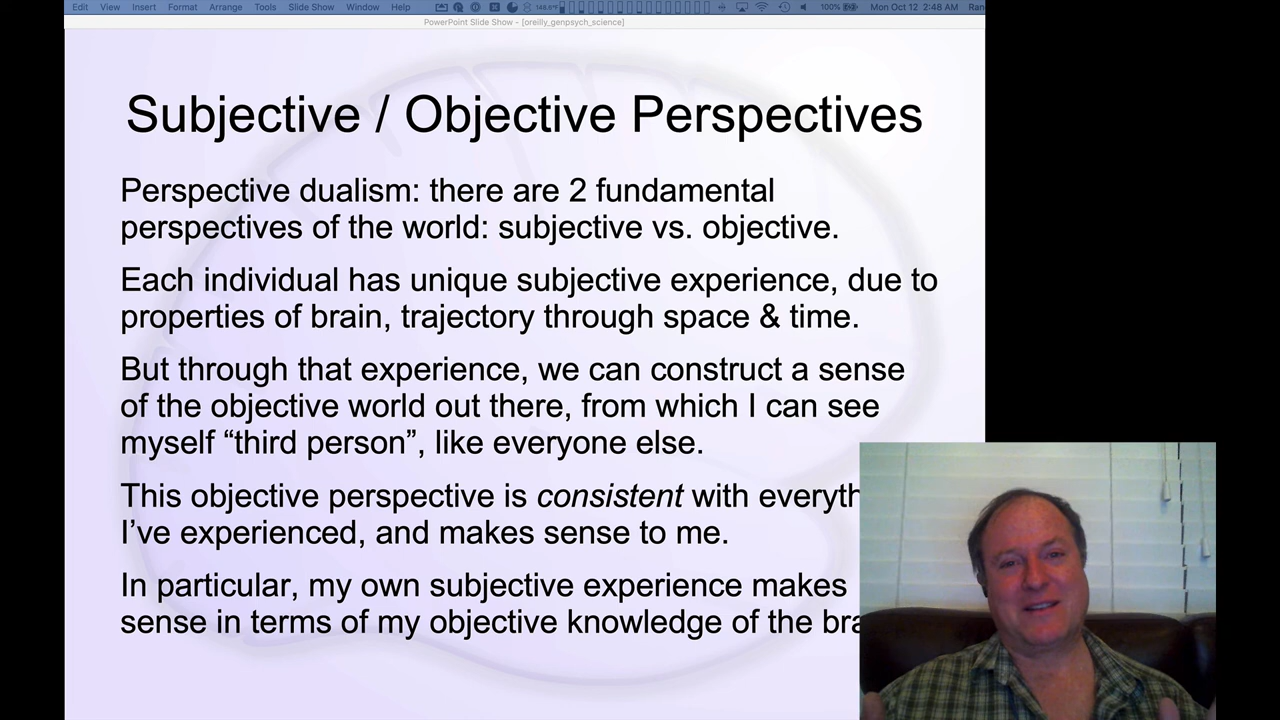 Edit View Insert Format Arrange Tools Slide Show Window Help 148.6°F 100% Mon Oct 12 2:48 AM Ran
PowerPoint Slide Show - [oreilly_genpsych_science]
Subjective / Objective Perspectives
Perspective dualism: there are 2 fundamental
perspectives of the world: subjective vs. objective.
Each individual has unique subjective experience, due to
properties of brain, trajectory through space & time.
But through that experience, we can construct a sense
of the objective world out there, from which I can see
myself “third person”, like everyone else.
This objective perspective is consistent with everyth
I’ve experienced, and makes sense to me.
In particular, my own subjective experience makes
sense in terms of my objective knowledge of the bra